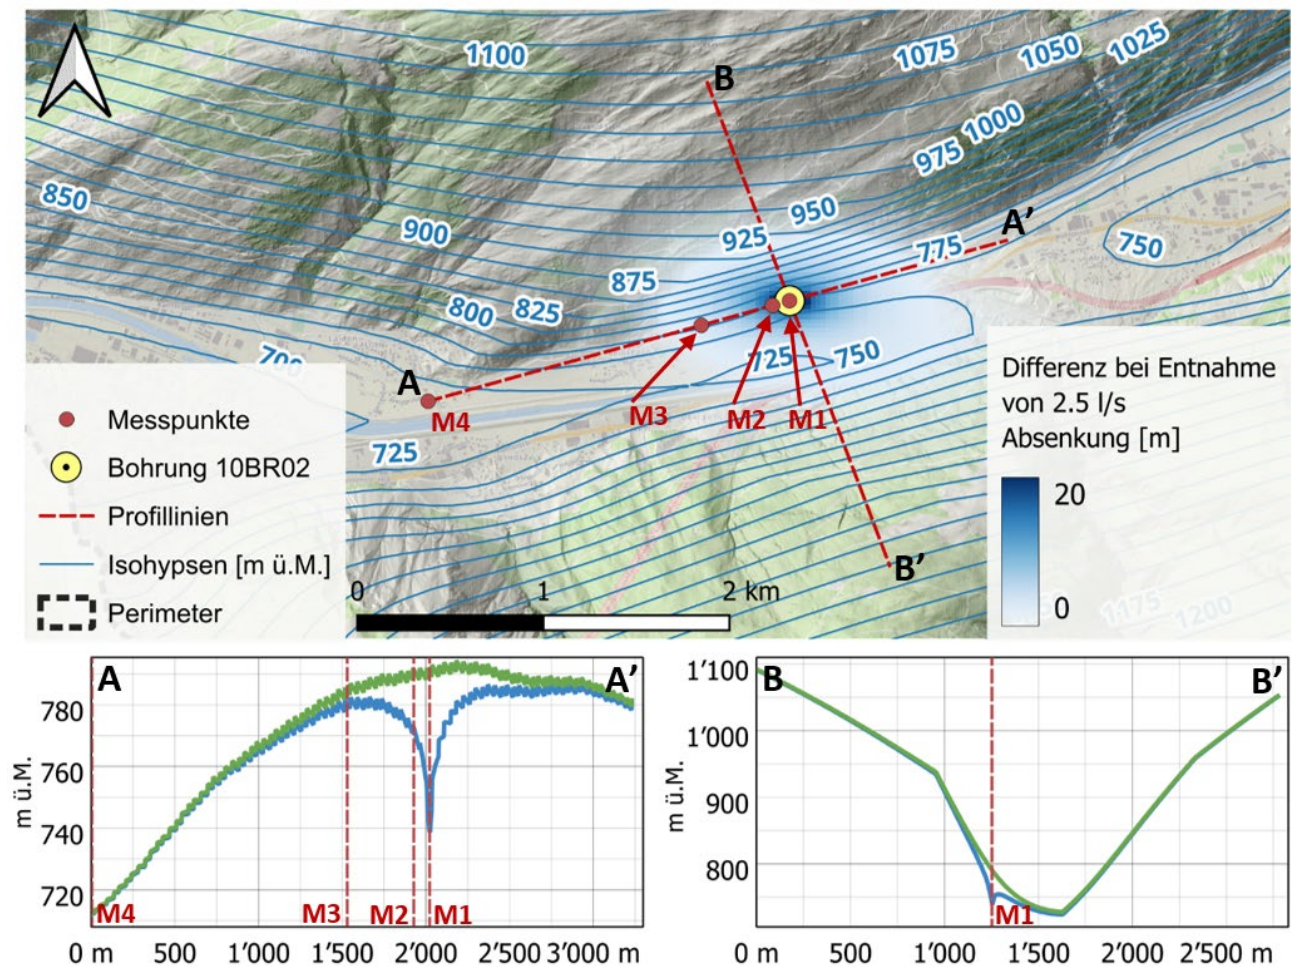 1100
1075
1050
1025
B
1000
975
850
950
900
925
A'
775
750
875
800
825
700
725
750
A
M3
M2
M1
M4
725
B'
Messpunkte
Bohrung 10BR02
Profillinien
Isohypsen [m ü.M.]
Perimeter
0 1 2 km
Differenz bei Entnahme
von 2.5 l/s
Absenkung [m]
20
0
1175
1200
A A'
780
760
740
720
m ü.M.
M4 M3 M2 M1
0 m 500 1'000 1'500 2'000 2'500 3'000 m
B B'
1'100
1'000
900
800
m ü.M.
M1
0 m 500 1'000 1'500 2'000 2'500 m